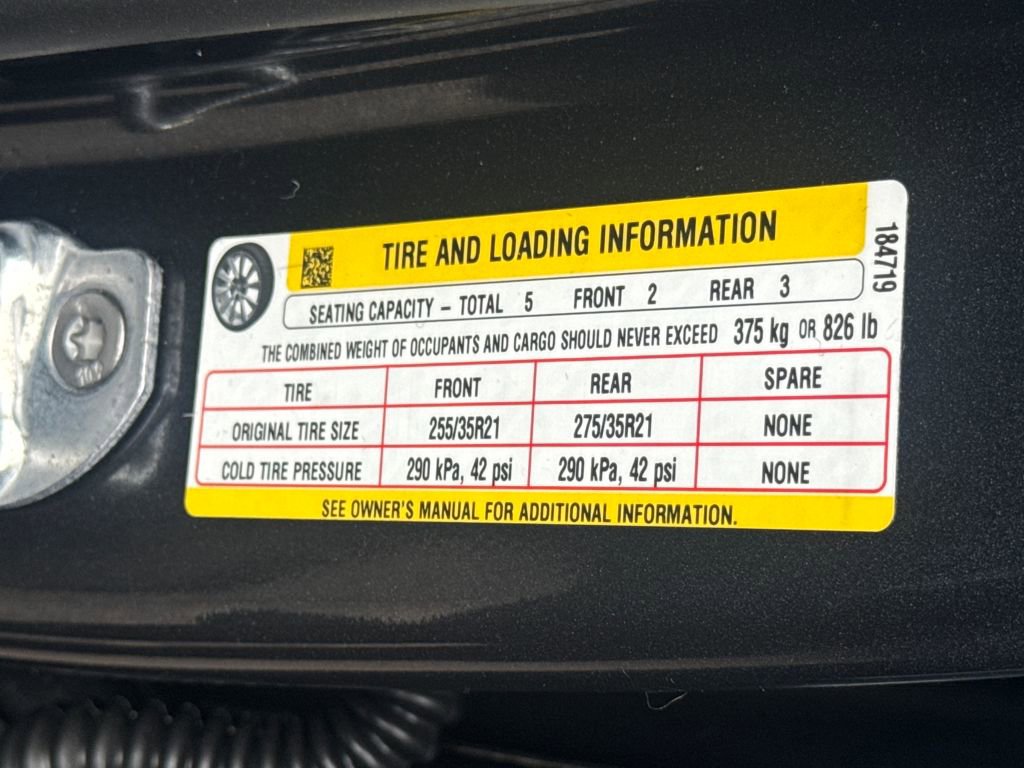 TIRE AND LOADING INFORMATION
184719
SEATING CAPACITY – TOTAL 5 FRONT 2 REAR 3
THE COMBINED WEIGHT OF OCCUPANTS AND CARGO SHOULD NEVER EXCEED 375 kg OR 826 lb
TIRE FRONT REAR SPARE
ORIGINAL TIRE SIZE 255/35R21 275/35R21 NONE
COLD TIRE PRESSURE 290 kPa, 42 psi 290 kPa, 42 psi NONE
SEE OWNER'S MANUAL FOR ADDITIONAL INFORMATION.